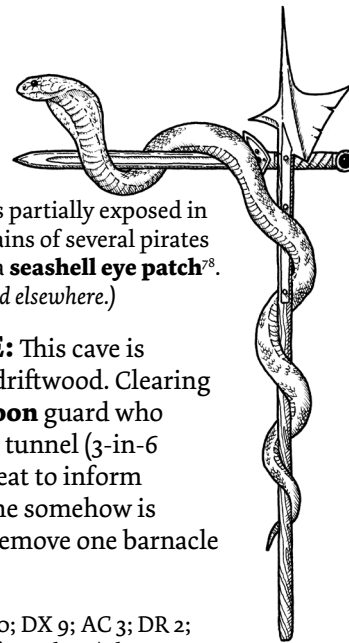 s partially exposed in
ains of several pirates
a seashell eye patch⁷⁸.
d elsewhere.)
E: This cave is
driftwood. Clearing
oon guard who
tunnel (3-in-6
eat to inform
ne somehow is
emove one barnacle
0; DX 9; AC 3; DR 2;